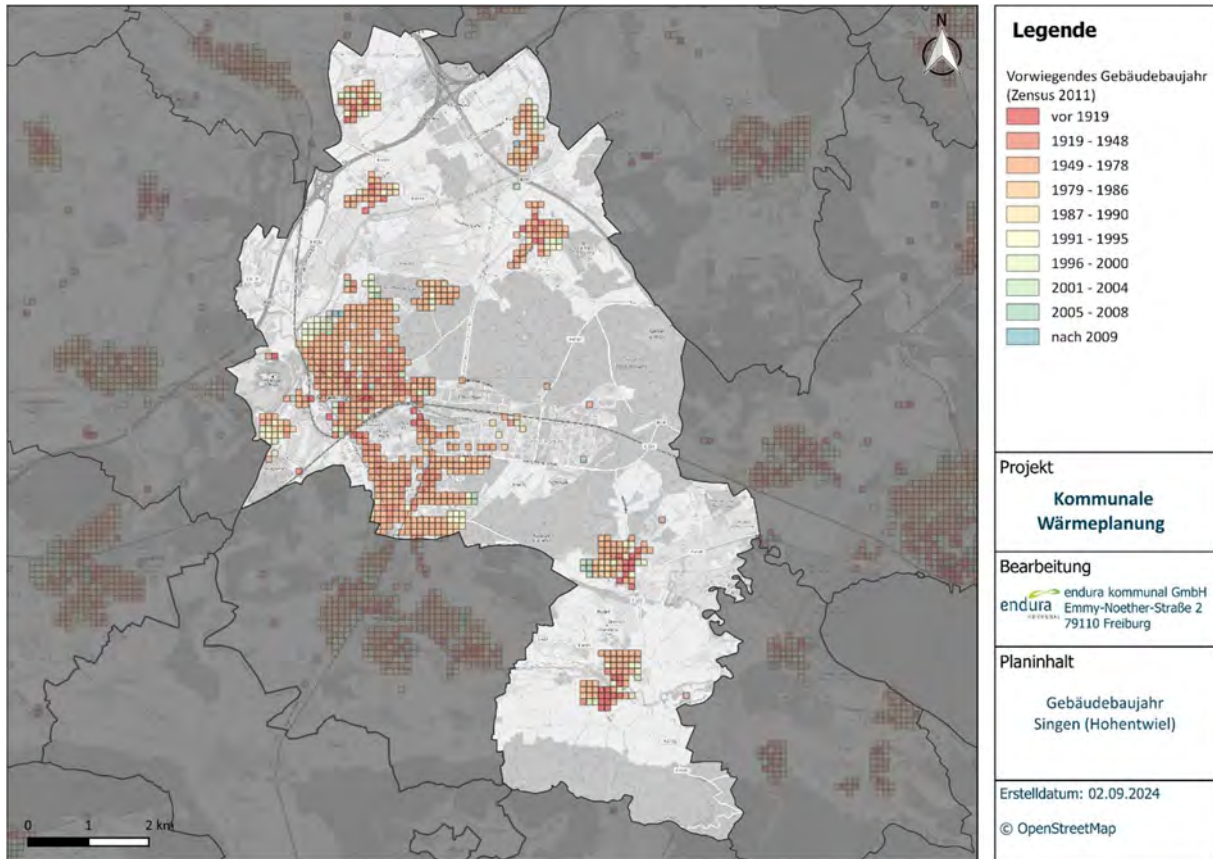 N
0 1 2 km
Legende
Vorwiegendes Gebäudebaujahr
(Zensus 2011)
vor 1919
1919 - 1948
1949 - 1978
1979 - 1986
1987 - 1990
1991 - 1995
1996 - 2000
2001 - 2004
2005 - 2008
nach 2009
Projekt
Kommunale
Wärmeplanung
Bearbeitung
endura
endura kommunal GmbH
Emmy-Noether-Straße 2
79110 Freiburg
Planinhalt
Gebäudebaujahr
Singen (Hohentwiel)
Erstelldatum: 02.09.2024
© OpenStreetMap